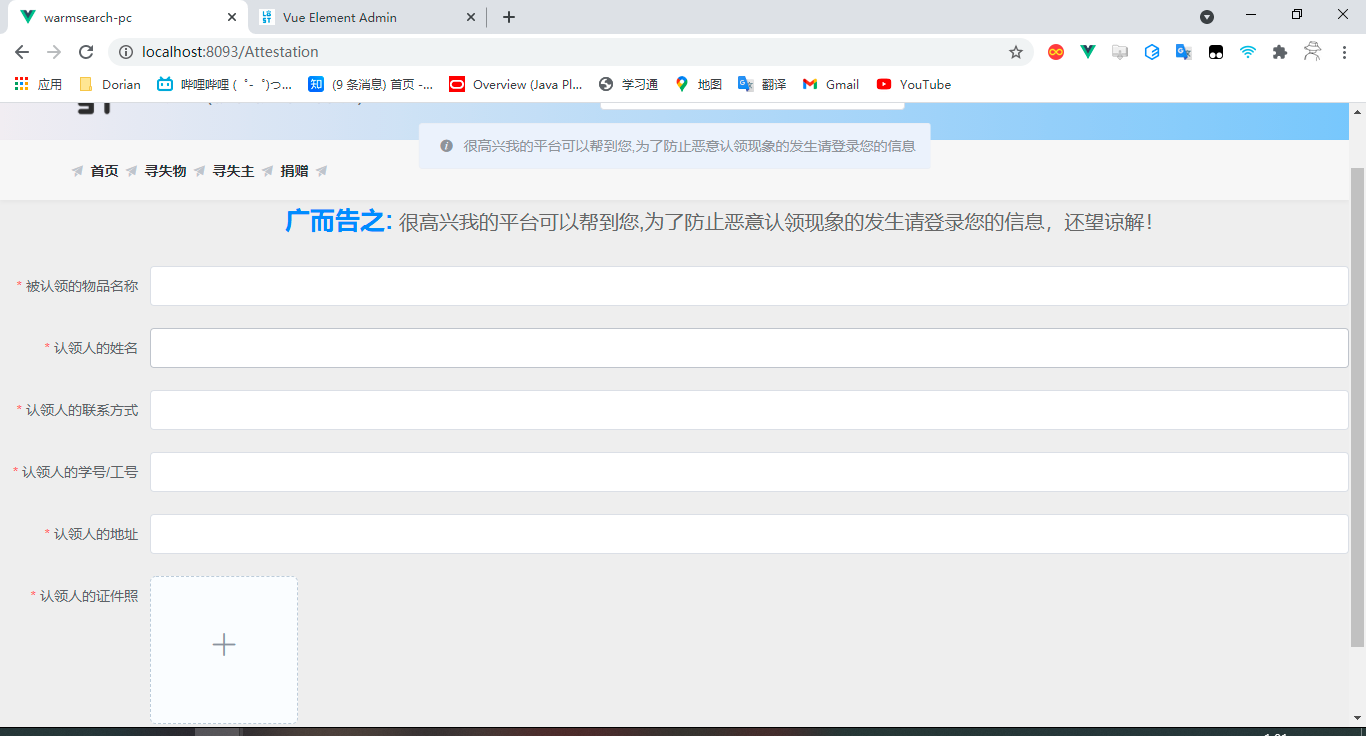 warmsearch-pc
Vue Element Admin
localhost:8093/Attestation
应用
Dorian
哔哩哔哩 ( ゜- ゜)つ...
(9 条消息) 首页 -...
Overview (Java Pl...
学习通
地图
翻译
Gmail
YouTube
很高兴我的平台可以帮到您,为了防止恶意认领现象的发生请登录您的信息
首页 寻失物 寻失主 捐赠
广而告之: 很高兴我的平台可以帮到您,为了防止恶意认领现象的发生请登录您的信息，还望谅解！
* 被认领的物品名称
* 认领人的姓名
* 认领人的联系方式
* 认领人的学号/工号
* 认领人的地址
* 认领人的证件照